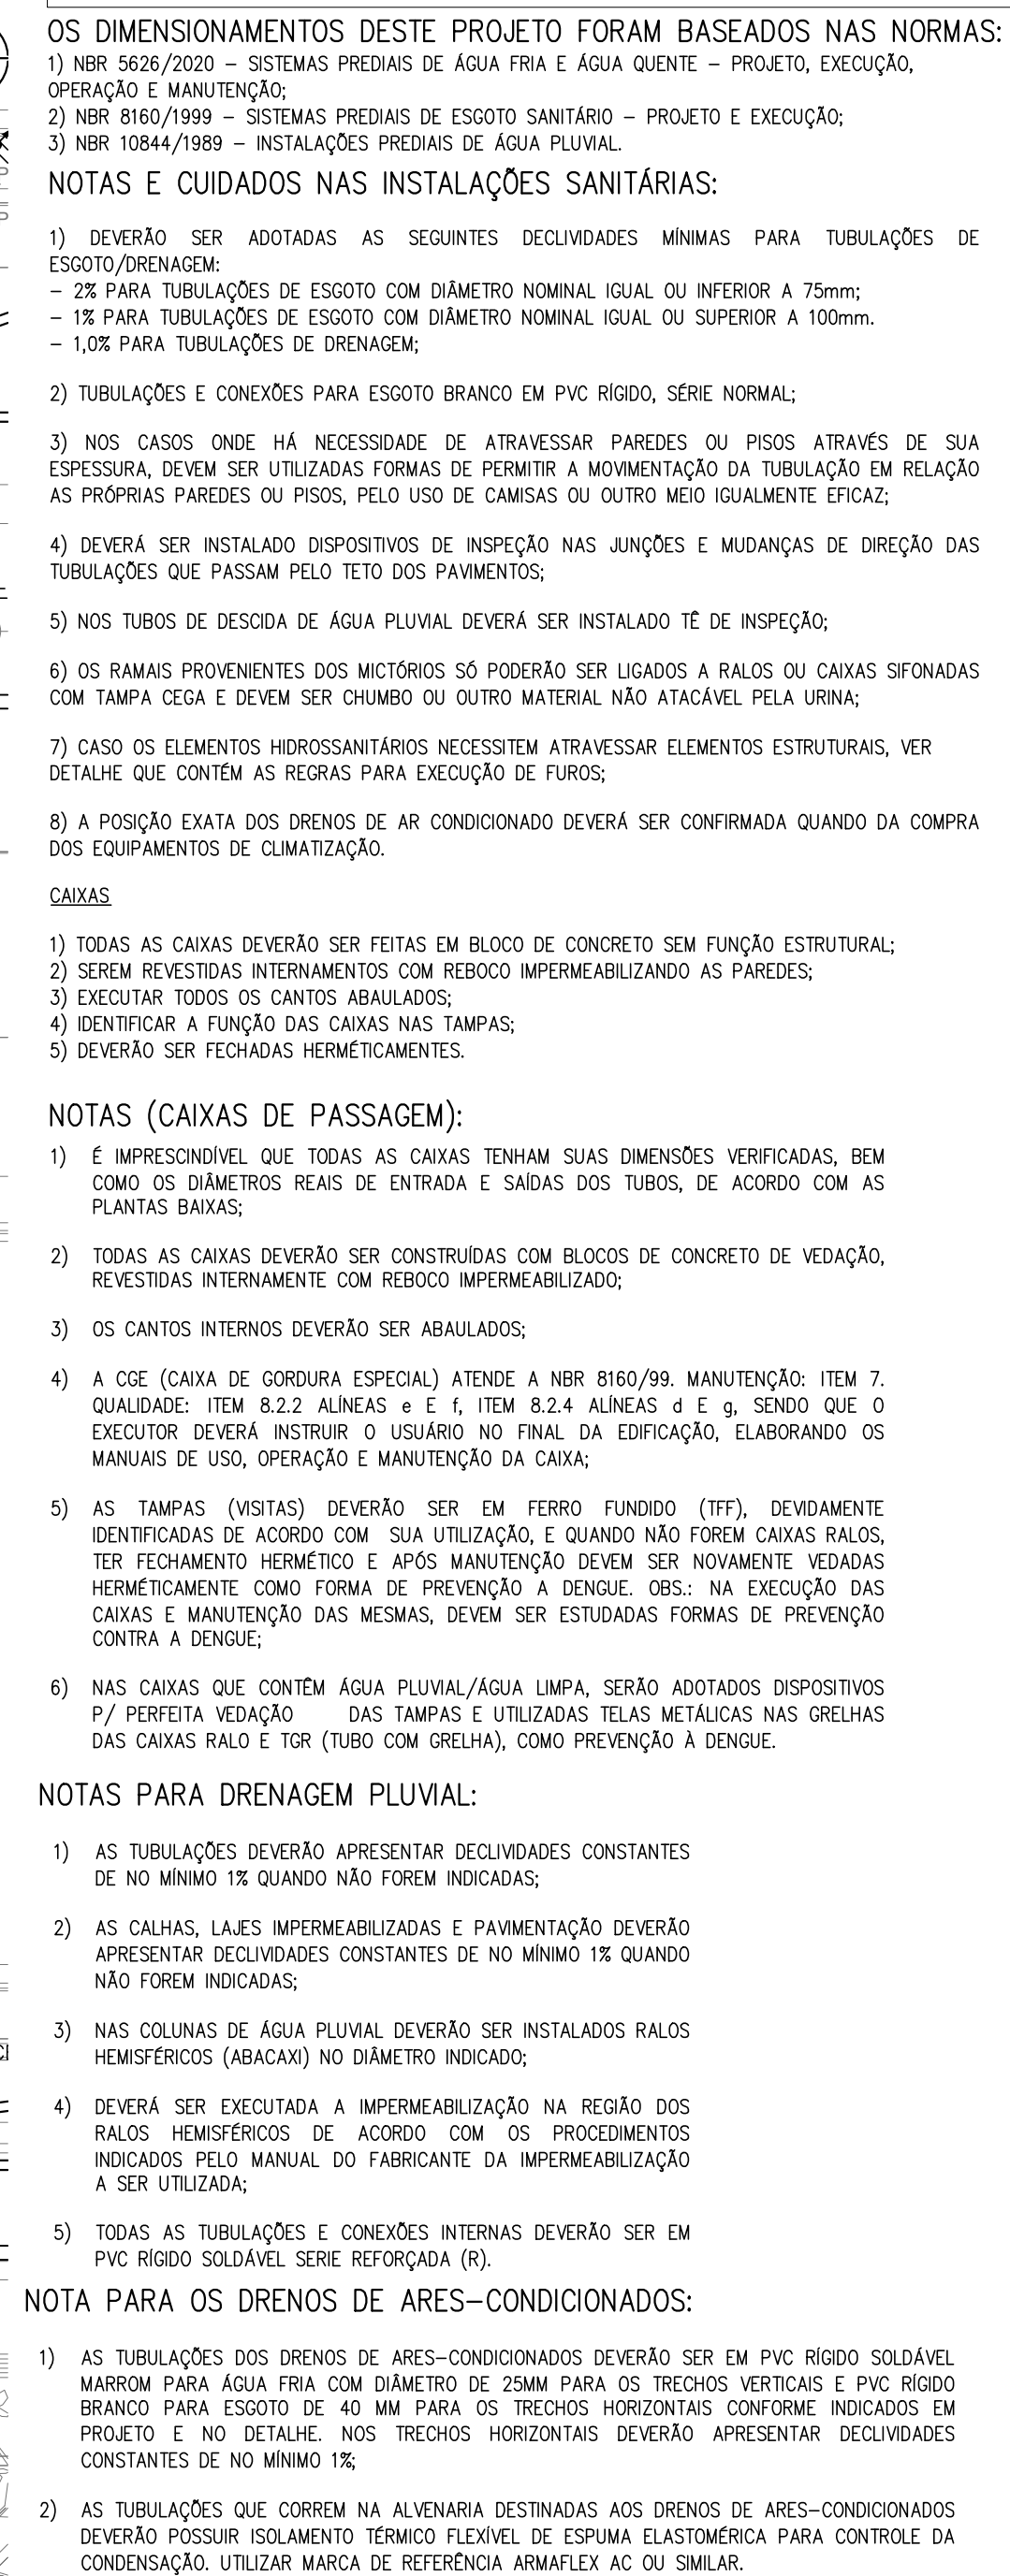 OS DIMENSIONAMENTOS DESTE PROJETO FORAM BASEADOS NAS NORMAS:
1) NBR 5626/2020 – SISTEMAS PREDIAIS DE ÁGUA FRIA E ÁGUA QUENTE – PROJETO, EXECUÇÃO,
OPERAÇÃO E MANUTENÇÃO;
2) NBR 8160/1999 – SISTEMAS PREDIAIS DE ESGOTO SANITÁRIO – PROJETO E EXECUÇÃO;
3) NBR 10844/1989 – INSTALAÇÕES PREDIAIS DE ÁGUA PLUVIAL.
NOTAS E CUIDADOS NAS INSTALAÇÕES SANITÁRIAS:
1) DEVERÃO SER ADOTADAS AS SEGUINTES DECLIVIDADES MÍNIMAS PARA TUBULAÇÕES DE
ESGOTO/DRENAGEM:
– 2% PARA TUBULAÇÕES DE ESGOTO COM DIÂMETRO NOMINAL IGUAL OU INFERIOR A 75mm;
– 1% PARA TUBULAÇÕES DE ESGOTO COM DIÂMETRO NOMINAL IGUAL OU SUPERIOR A 100mm.
– 1,0% PARA TUBULAÇÕES DE DRENAGEM;
2) TUBULAÇÕES E CONEXÕES PARA ESGOTO BRANCO EM PVC RÍGIDO, SÉRIE NORMAL;
3) NOS CASOS ONDE HÁ NECESSIDADE DE ATRAVESSAR PAREDES OU PISOS ATRAVÉS DE SUA
ESPESSURA, DEVEM SER UTILIZADAS FORMAS DE PERMITIR A MOVIMENTAÇÃO DA TUBULAÇÃO EM RELAÇÃO
AS PRÓPRIAS PAREDES OU PISOS, PELO USO DE CAMISAS OU OUTRO MEIO IGUALMENTE EFICAZ;
4) DEVERÁ SER INSTALADO DISPOSITIVOS DE INSPEÇÃO NAS JUNÇÕES E MUDANÇAS DE DIREÇÃO DAS
TUBULAÇÕES QUE PASSAM PELO TETO DOS PAVIMENTOS;
5) NOS TUBOS DE DESCIDA DE ÁGUA PLUVIAL DEVERÁ SER INSTALADO TÊ DE INSPEÇÃO;
6) OS RAMAIS PROVENIENTES DOS MICTÓRIOS SÓ PODERÃO SER LIGADOS A RALOS OU CAIXAS SIFONADAS
COM TAMPA CEGA E DEVEM SER CHUMBO OU OUTRO MATERIAL NÃO ATACÁVEL PELA URINA;
7) CASO OS ELEMENTOS HIDROSSANITÁRIOS NECESSITEM ATRAVESSAR ELEMENTOS ESTRUTURAIS, VER
DETALHE QUE CONTÉM AS REGRAS PARA EXECUÇÃO DE FUROS;
8) A POSIÇÃO EXATA DOS DRENOS DE AR CONDICIONADO DEVERÁ SER CONFIRMADA QUANDO DA COMPRA
DOS EQUIPAMENTOS DE CLIMATIZAÇÃO.
CAIXAS
1) TODAS AS CAIXAS DEVERÃO SER FEITAS EM BLOCO DE CONCRETO SEM FUNÇÃO ESTRUTURAL;
2) SEREM REVESTIDAS INTERNAMENTOS COM REBOCO IMPERMEABILIZANDO AS PAREDES;
3) EXECUTAR TODOS OS CANTOS ABAULADOS;
4) IDENTIFICAR A FUNÇÃO DAS CAIXAS NAS TAMPAS;
5) DEVERÃO SER FECHADAS HERMÉTICAMENTES.
NOTAS (CAIXAS DE PASSAGEM):
1) É IMPRESCINDÍVEL QUE TODAS AS CAIXAS TENHAM SUAS DIMENSÕES VERIFICADAS, BEM
COMO OS DIÂMETROS REAIS DE ENTRADA E SAÍDAS DOS TUBOS, DE ACORDO COM AS
PLANTAS BAIXAS;
2) TODAS AS CAIXAS DEVERÃO SER CONSTRUÍDAS COM BLOCOS DE CONCRETO DE VEDAÇÃO,
REVESTIDAS INTERNAMENTE COM REBOCO IMPERMEABILIZADO;
3) OS CANTOS INTERNOS DEVERÃO SER ABAULADOS;
4) A CGE (CAIXA DE GORDURA ESPECIAL) ATENDE A NBR 8160/99. MANUTENÇÃO: ITEM 7.
QUALIDADE: ITEM 8.2.2 ALÍNEAS e E f, ITEM 8.2.4 ALÍNEAS d E g, SENDO QUE O
EXECUTOR DEVERÁ INSTRUIR O USUÁRIO NO FINAL DA EDIFICAÇÃO, ELABORANDO OS
MANUAIS DE USO, OPERAÇÃO E MANUTENÇÃO DA CAIXA;
5) AS TAMPAS (VISITAS) DEVERÃO SER EM FERRO FUNDIDO (TFF), DEVIDAMENTE
IDENTIFICADAS DE ACORDO COM SUA UTILIZAÇÃO, E QUANDO NÃO FOREM CAIXAS RALOS,
TER FECHAMENTO HERMÉTICO E APÓS MANUTENÇÃO DEVEM SER NOVAMENTE VEDADAS
HERMÉTICAMENTE COMO FORMA DE PREVENÇÃO A DENGUE. OBS.: NA EXECUÇÃO DAS
CAIXAS E MANUTENÇÃO DAS MESMAS, DEVEM SER ESTUDADAS FORMAS DE PREVENÇÃO
CONTRA A DENGUE;
6) NAS CAIXAS QUE CONTÊM ÁGUA PLUVIAL/ÁGUA LIMPA, SERÃO ADOTADOS DISPOSITIVOS
P/ PERFEITA VEDAÇÃO DAS TAMPAS E UTILIZADAS TELAS METÁLICAS NAS GRELHAS
DAS CAIXAS RALO E TGR (TUBO COM GRELHA), COMO PREVENÇÃO À DENGUE.
NOTAS PARA DRENAGEM PLUVIAL:
1) AS TUBULAÇÕES DEVERÃO APRESENTAR DECLIVIDADES CONSTANTES
DE NO MÍNIMO 1% QUANDO NÃO FOREM INDICADAS;
2) AS CALHAS, LAJES IMPERMEABILIZADAS E PAVIMENTAÇÃO DEVERÃO
APRESENTAR DECLIVIDADES CONSTANTES DE NO MÍNIMO 1% QUANDO
NÃO FOREM INDICADAS;
3) NAS COLUNAS DE ÁGUA PLUVIAL DEVERÃO SER INSTALADOS RALOS
HEMISFÉRICOS (ABACAXI) NO DIÂMETRO INDICADO;
4) DEVERÁ SER EXECUTADA A IMPERMEABILIZAÇÃO NA REGIÃO DOS
RALOS HEMISFÉRICOS DE ACORDO COM OS PROCEDIMENTOS
INDICADOS PELO MANUAL DO FABRICANTE DA IMPERMEABILIZAÇÃO
A SER UTILIZADA;
5) TODAS AS TUBULAÇÕES E CONEXÕES INTERNAS DEVERÃO SER EM
PVC RÍGIDO SOLDÁVEL SERIE REFORÇADA (R).
NOTA PARA OS DRENOS DE ARES–CONDICIONADOS:
1) AS TUBULAÇÕES DOS DRENOS DE ARES–CONDICIONADOS DEVERÃO SER EM PVC RÍGIDO SOLDÁVEL
MARROM PARA ÁGUA FRIA COM DIÂMETRO DE 25MM PARA OS TRECHOS VERTICAIS E PVC RÍGIDO
BRANCO PARA ESGOTO DE 40 MM PARA OS TRECHOS HORIZONTAIS CONFORME INDICADOS EM
PROJETO E NO DETALHE. NOS TRECHOS HORIZONTAIS DEVERÃO APRESENTAR DECLIVIDADES
CONSTANTES DE NO MÍNIMO 1%;
2) AS TUBULAÇÕES QUE CORREM NA ALVENARIA DESTINADAS AOS DRENOS DE ARES–CONDICIONADOS
DEVERÃO POSSUIR ISOLAMENTO TÉRMICO FLEXÍVEL DE ESPUMA ELASTOMÉRICA PARA CONTROLE DA
CONDENSAÇÃO. UTILIZAR MARCA DE REFERÊNCIA ARMAFLEX AC OU SIMILAR.